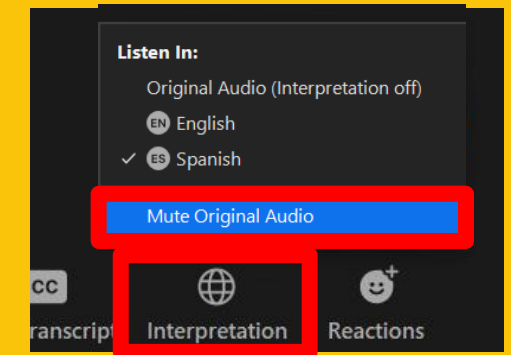 Listen In:
Original Audio (Interpretation off)
EN English
ES Spanish
Mute Original Audio
CC
ranscript Interpretation Reactions